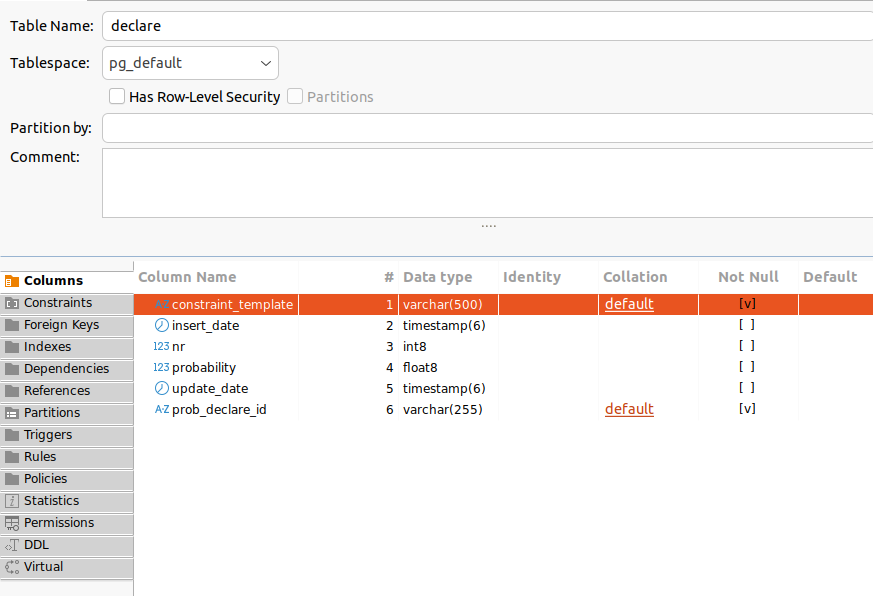 Table Name: declare
Tablespace: pg_default
Has Row-Level Security Partitions
Partition by:
Comment:
Columns
Constraints
Foreign Keys
Indexes
Dependencies
References
Partitions
Triggers
Rules
Policies
Statistics
Permissions
DDL
Virtual
Column Name # Data type Identity Collation Not Null Default
A-Z constraint_template 1 varchar(500) default [v]
insert_date 2 timestamp(6) [ ]
123 nr 3 int8 [ ]
123 probability 4 float8 [ ]
update_date 5 timestamp(6) [ ]
A-Z prob_declare_id 6 varchar(255) default [v]